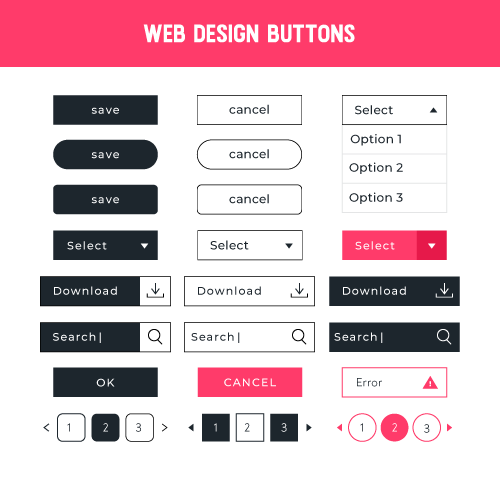 WEB DESIGN BUTTONS
save
cancel
Select
Option 1
Option 2
Option 3
save
cancel
save
cancel
Select
Select
Select
Download
Download
Download
Search|
Search|
Search|
OK
CANCEL
Error
1 2 3
1 2 3
1 2 3